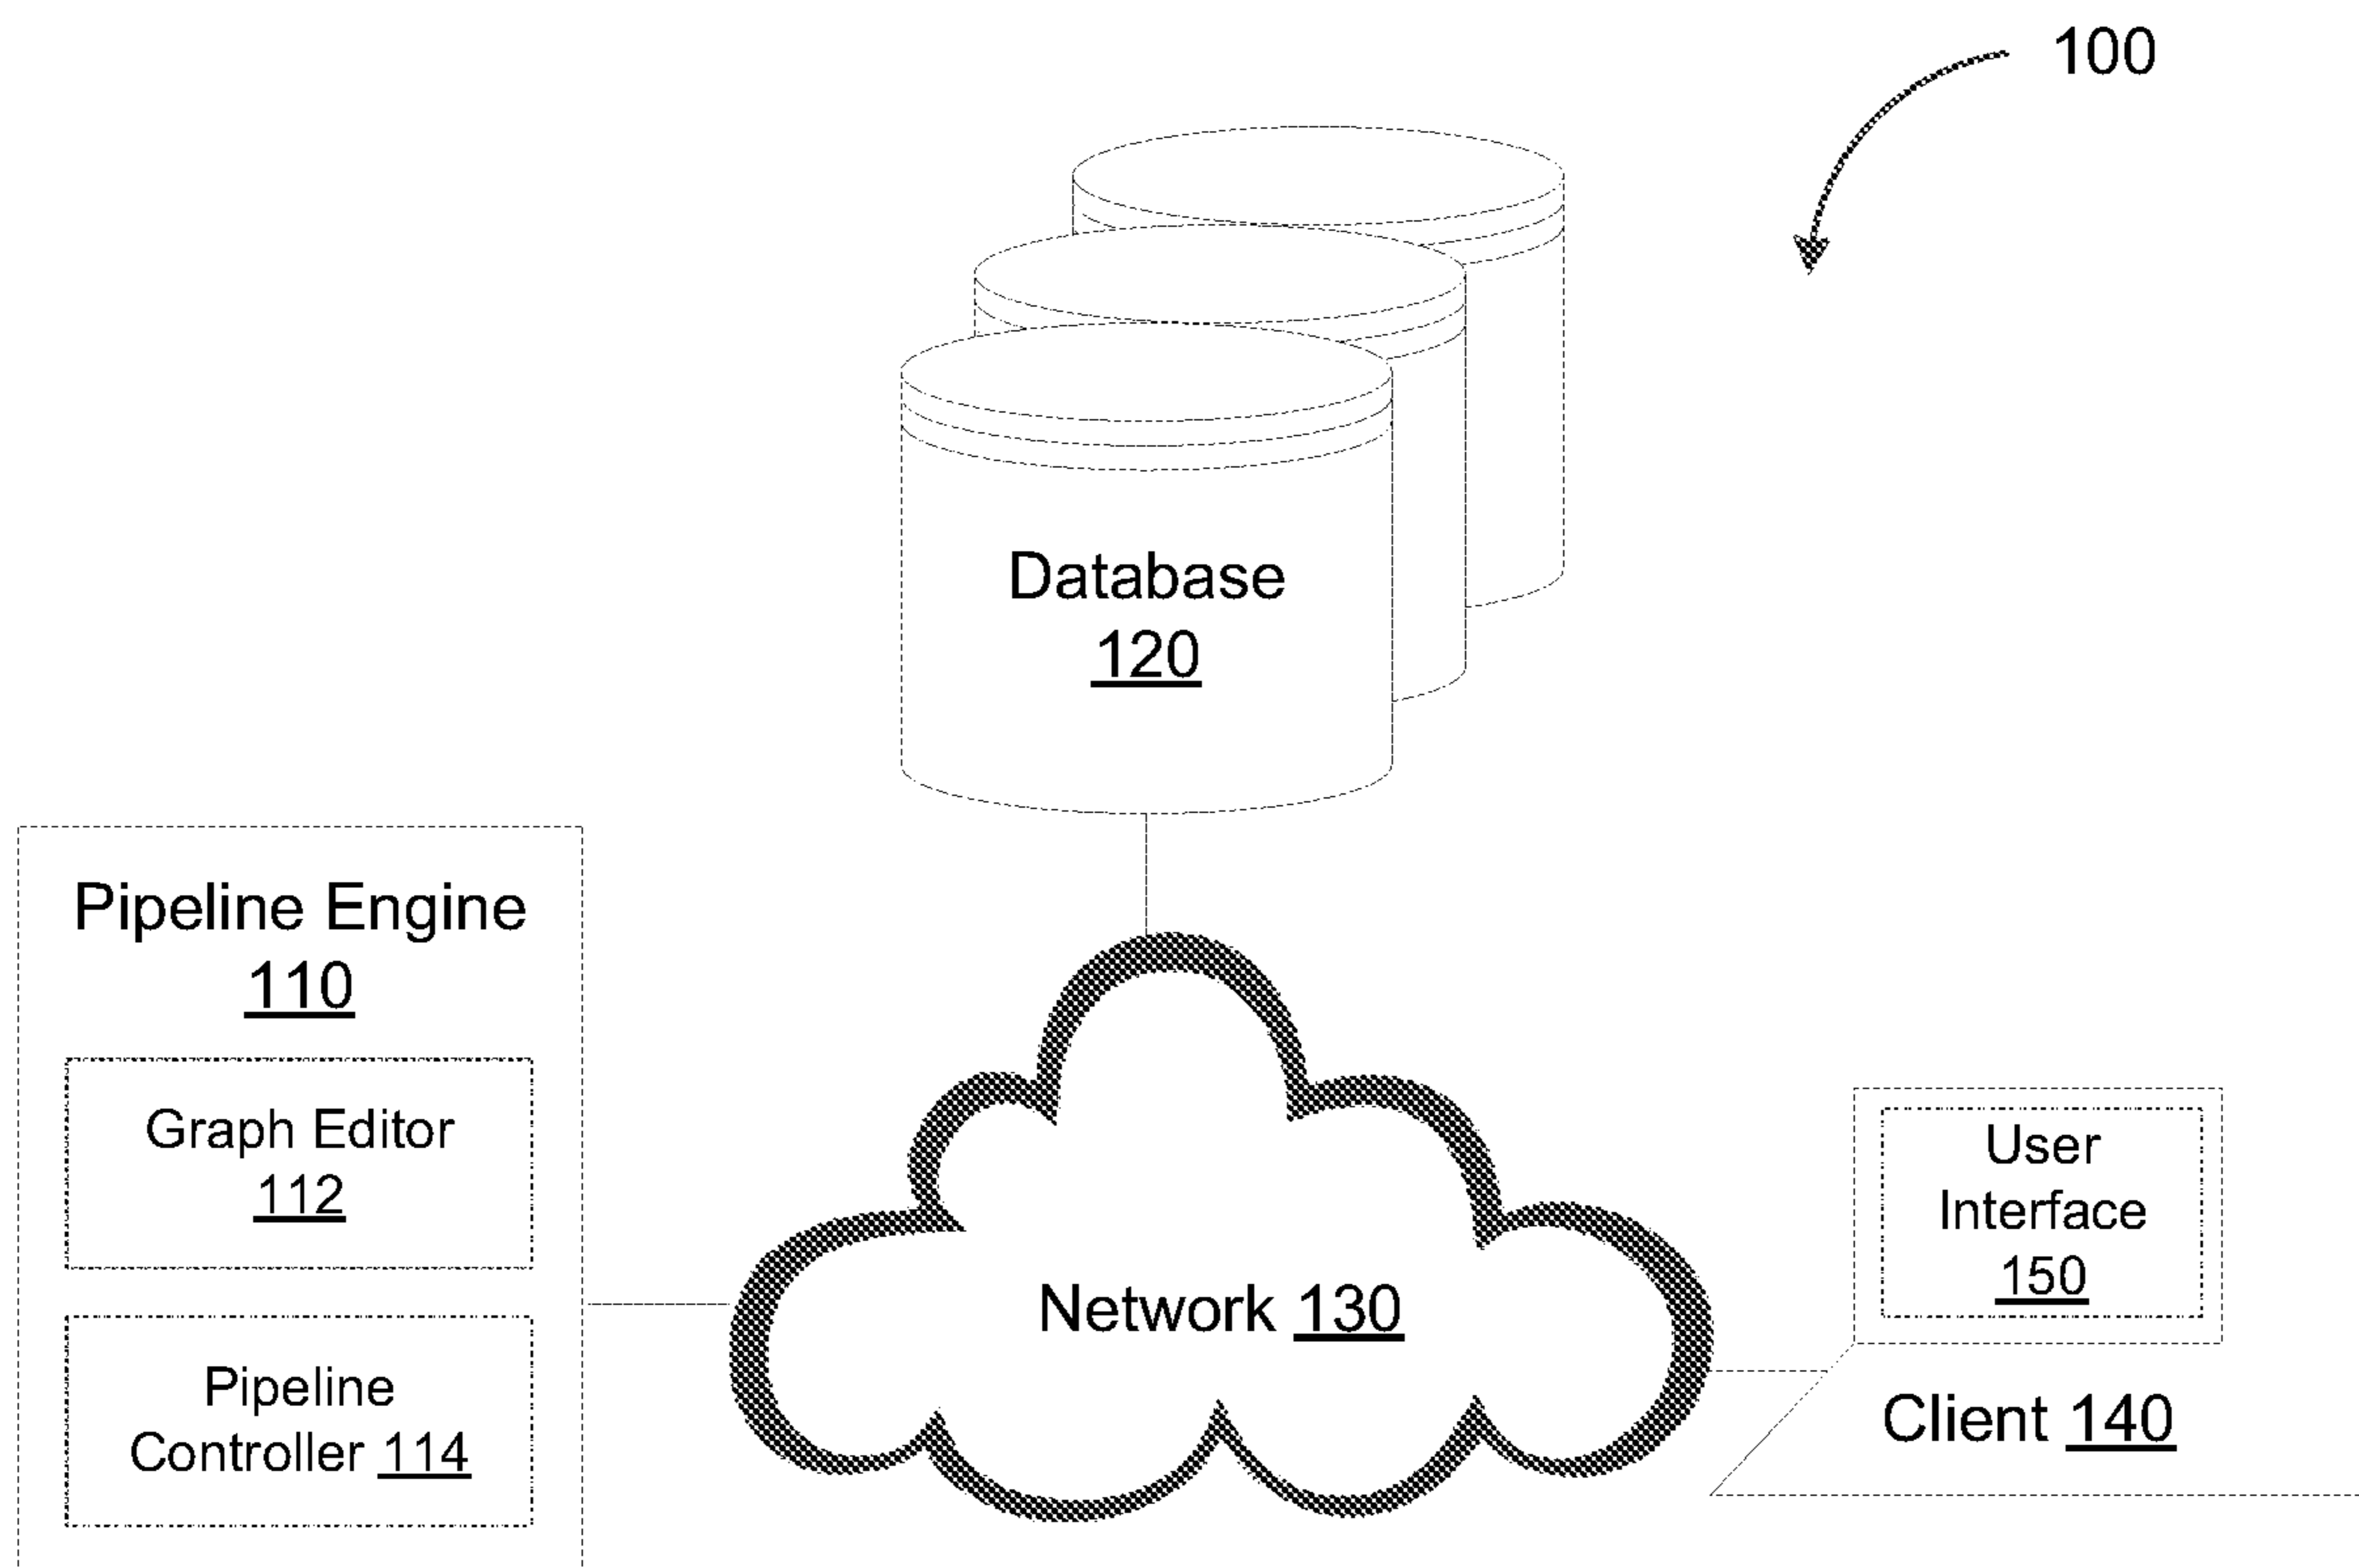 100
Database
120
Pipeline Engine
110
Graph Editor
112
Pipeline
Controller 114
Network 130
User
Interface
150
Client 140